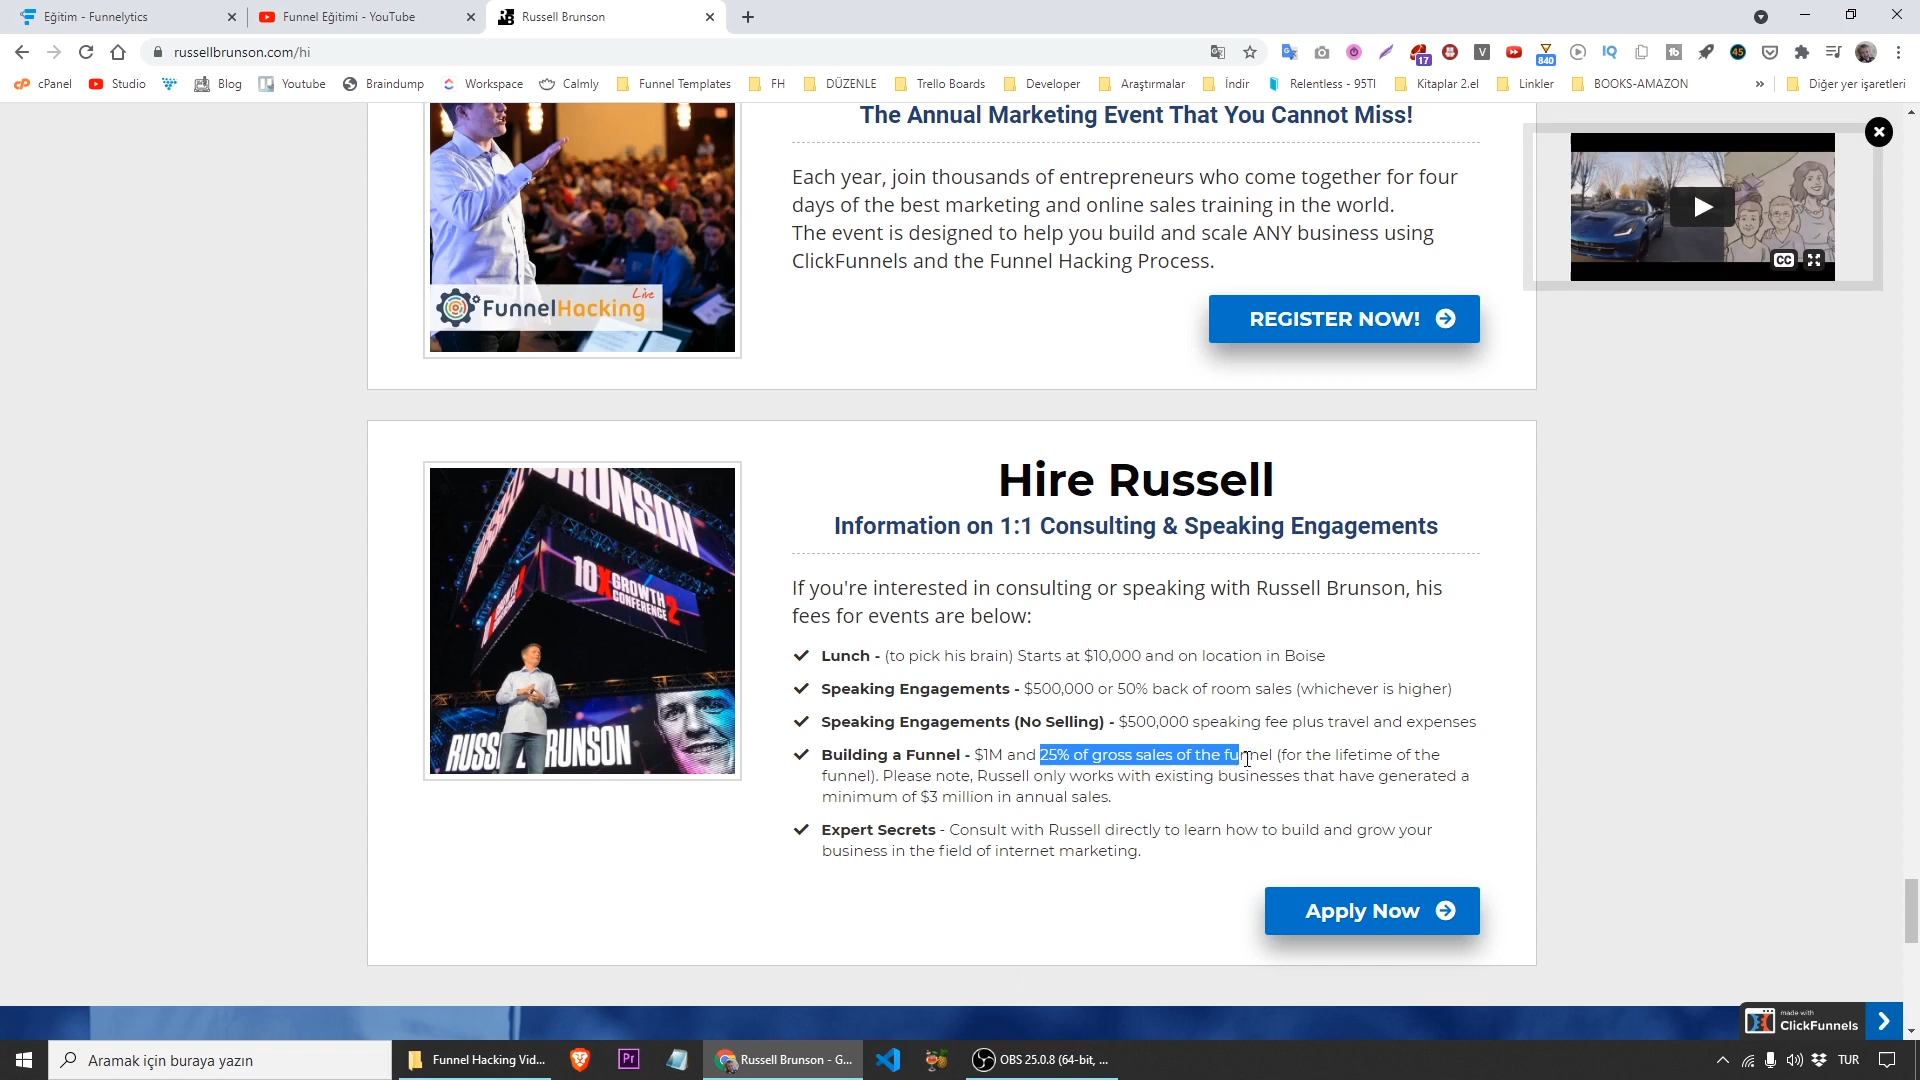 Eğitim - Funnelytics
Funnel Eğitimi - YouTube
Russell Brunson
russellbrunson.com/hi
17
840
45
cPanel
Studio
Blog
Youtube
Braindump
Workspace
Calmly
Funnel Templates
FH
DÜZENLE
Trello Boards
Developer
Araştırmalar
İndir
Relentless - 95TI
Kitaplar 2.el
Linkler
BOOKS-AMAZON
Diğer yer işaretleri
The Annual Marketing Event That You Cannot Miss!
Each year, join thousands of entrepreneurs who come together for four
days of the best marketing and online sales training in the world.
The event is designed to help you build and scale ANY business using
ClickFunnels and the Funnel Hacking Process.
FunnelHacking Live
REGISTER NOW!
CC
BRUNSON
10X GROWTH
CONFERENCE 2
RUSSELL BRUNSON
Hire Russell
Information on 1:1 Consulting & Speaking Engagements
If you're interested in consulting or speaking with Russell Brunson, his
fees for events are below:
Lunch - (to pick his brain) Starts at $10,000 and on location in Boise
Speaking Engagements - $500,000 or 50% back of room sales (whichever is higher)
Speaking Engagements (No Selling) - $500,000 speaking fee plus travel and expenses
Building a Funnel - $1M and 25% of gross sales of the funnel (for the lifetime of the
funnel). Please note, Russell only works with existing businesses that have generated a
minimum of $3 million in annual sales.
Expert Secrets - Consult with Russell directly to learn how to build and grow your
business in the field of internet marketing.
Apply Now
made with
ClickFunnels
Aramak için buraya yazın
Funnel Hacking Vid...
Pr
Russell Brunson - G...
OBS 25.0.8 (64-bit, ...
TUR